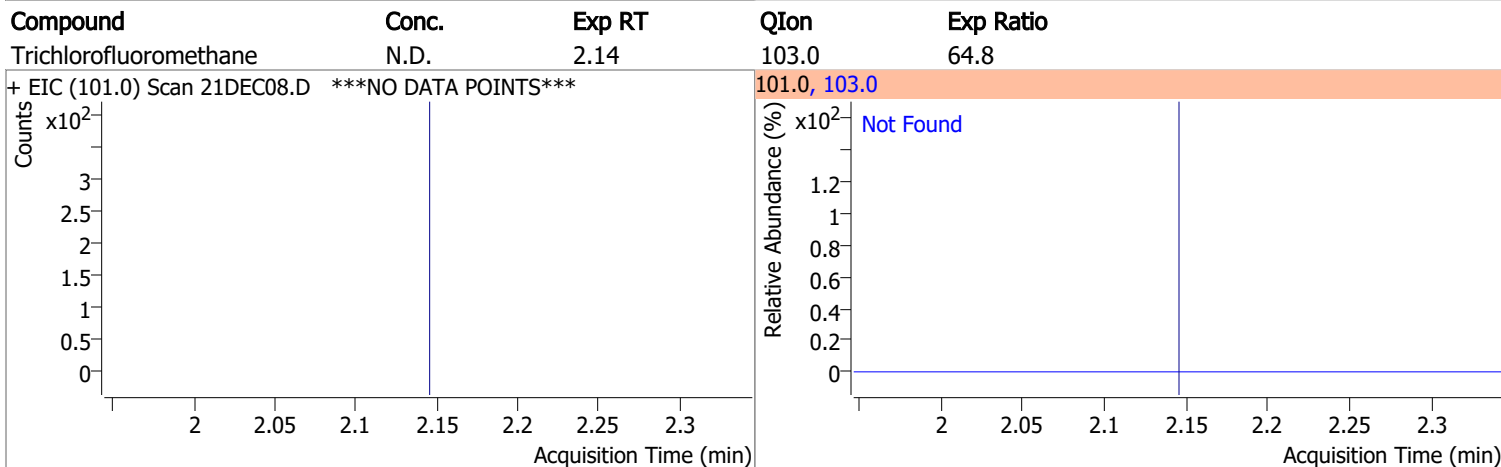 Compound Conc. Exp RT QIon Exp Ratio
Trichlorofluoromethane N.D. 2.14 103.0 64.8
+ EIC (101.0) Scan 21DEC08.D ***NO DATA POINTS***
Counts
x10²
3
2.5
2
1.5
1
0.5
0
2 2.05 2.1 2.15 2.2 2.25 2.3
Acquisition Time (min)
101.0, 103.0
Relative Abundance (%)
x10²
Not Found
1.2
1
0.8
0.6
0.4
0.2
0
2 2.05 2.1 2.15 2.2 2.25 2.3
Acquisition Time (min)